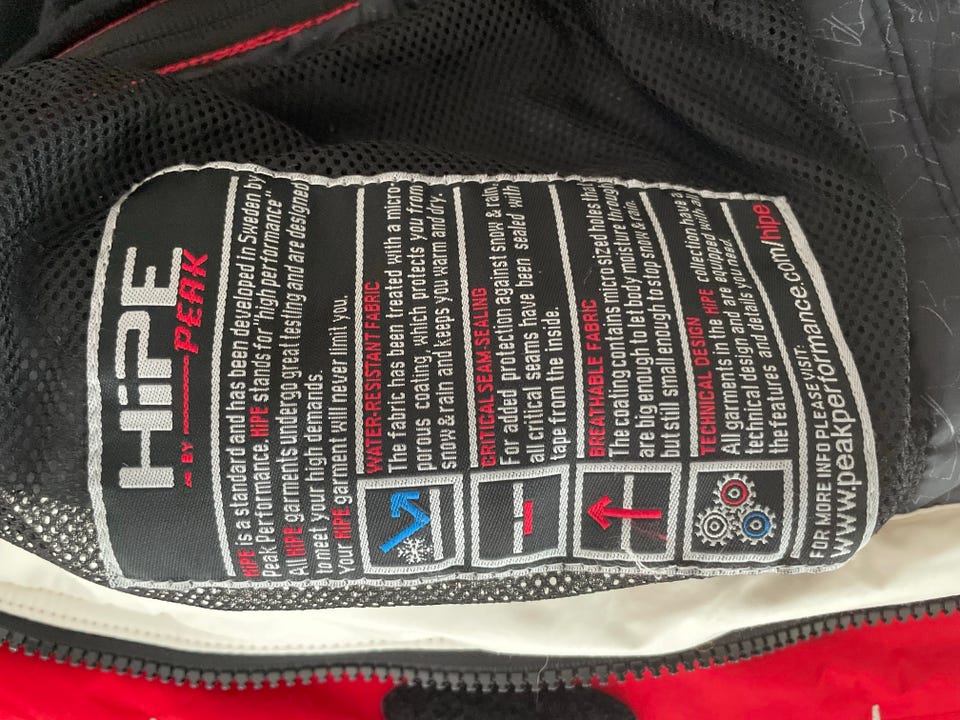 HiPE
BY PEAK
HiPE is a standard and has been developed in Sweden by
Peak Performance. HiPE stands for "high performance"
All HiPE garments undergo great testing and are designed
to meet your high demands.
Your HiPE garment will never limit you.
WATER-RESISTANT FABRIC
The fabric has been treated with a micro-
porous coating, which protects you from
snow & rain and keeps you warm and dry.
CRITICAL SEAM-SEALING
For added protection against snow & rain,
all critical seams have been sealed with
tape from the inside.
BREATHABLE FABRIC
The coating contains micro sized holes that
are big enough to let body moisture through
but still small enough to stop snow & rain.
TECHNICAL DESIGN
All garments in the HiPE collection have a
technical design and are equipped with all
the features and details you need.
FOR MORE INFO PLEASE VISIT:
www.peakperformance.com/hipe